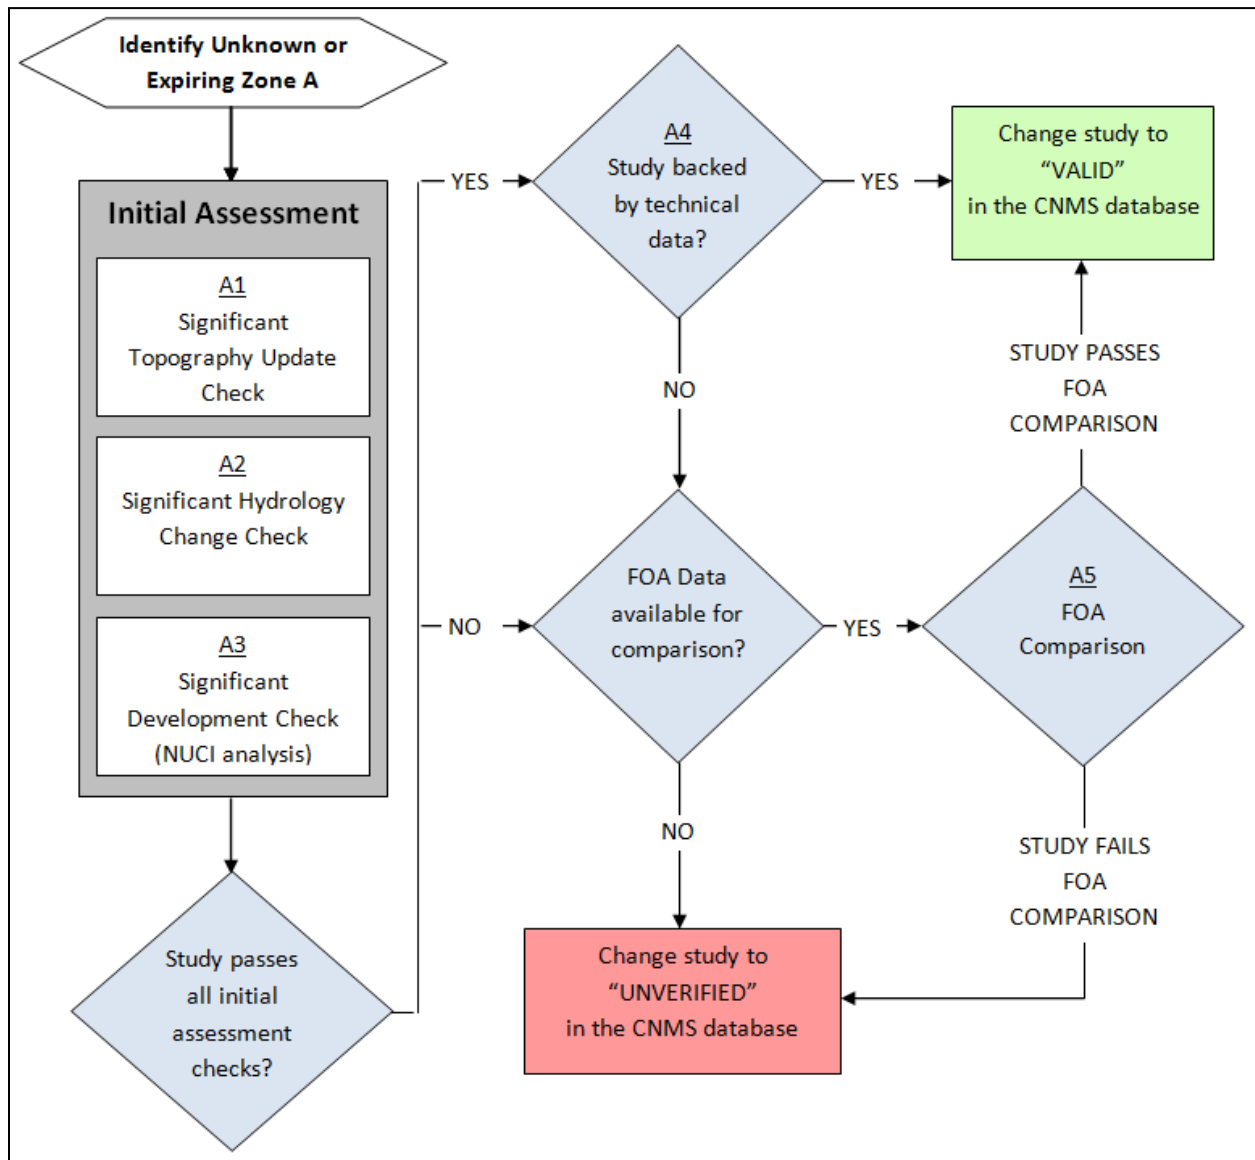 Identify Unknown or
Expiring Zone A
Initial Assessment
A1
Significant
Topography Update
Check
A2
Significant Hydrology
Change Check
A3
Significant
Development Check
(NUCI analysis)
Study passes
all initial
assessment
checks?
YES
NO
A4
Study backed
by technical
data?
YES
NO
Change study to
“VALID”
in the CNMS database
FOA Data
available for
comparison?
YES
NO
A5
FOA
Comparison
STUDY PASSES
FOA
COMPARISON
STUDY FAILS
FOA
COMPARISON
Change study to
“UNVERIFIED”
in the CNMS database